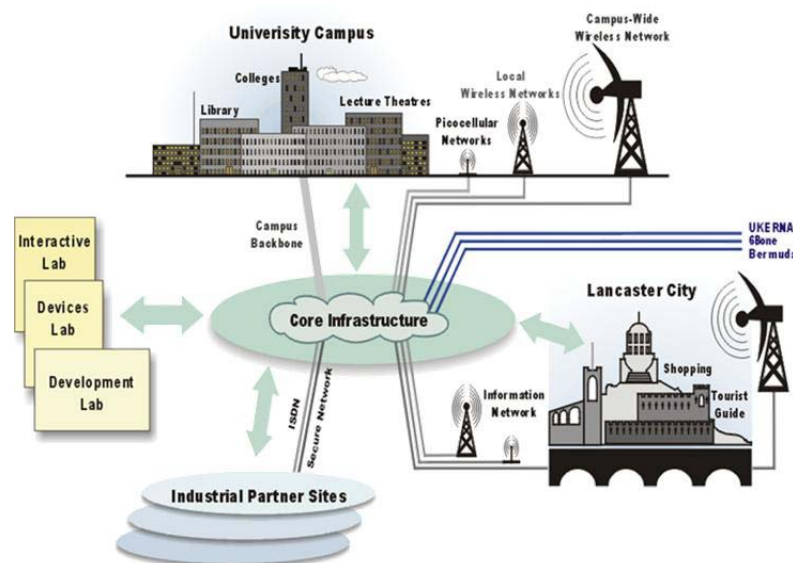 Univerisity Campus
Colleges
Library
Lecture Theatres
Campus-Wide
Wireless Network
Local
Wireless Networks
Picocellular
Networks
Campus
Backbone
UKERNA
6Bone
Bermuda
Interactive
Lab
Devices
Lab
Development
Lab
Core Infrastructure
Lancaster City
Shopping
Tourist
Guide
Information
Network
ISDN
Secure Network
Industrial Partner Sites